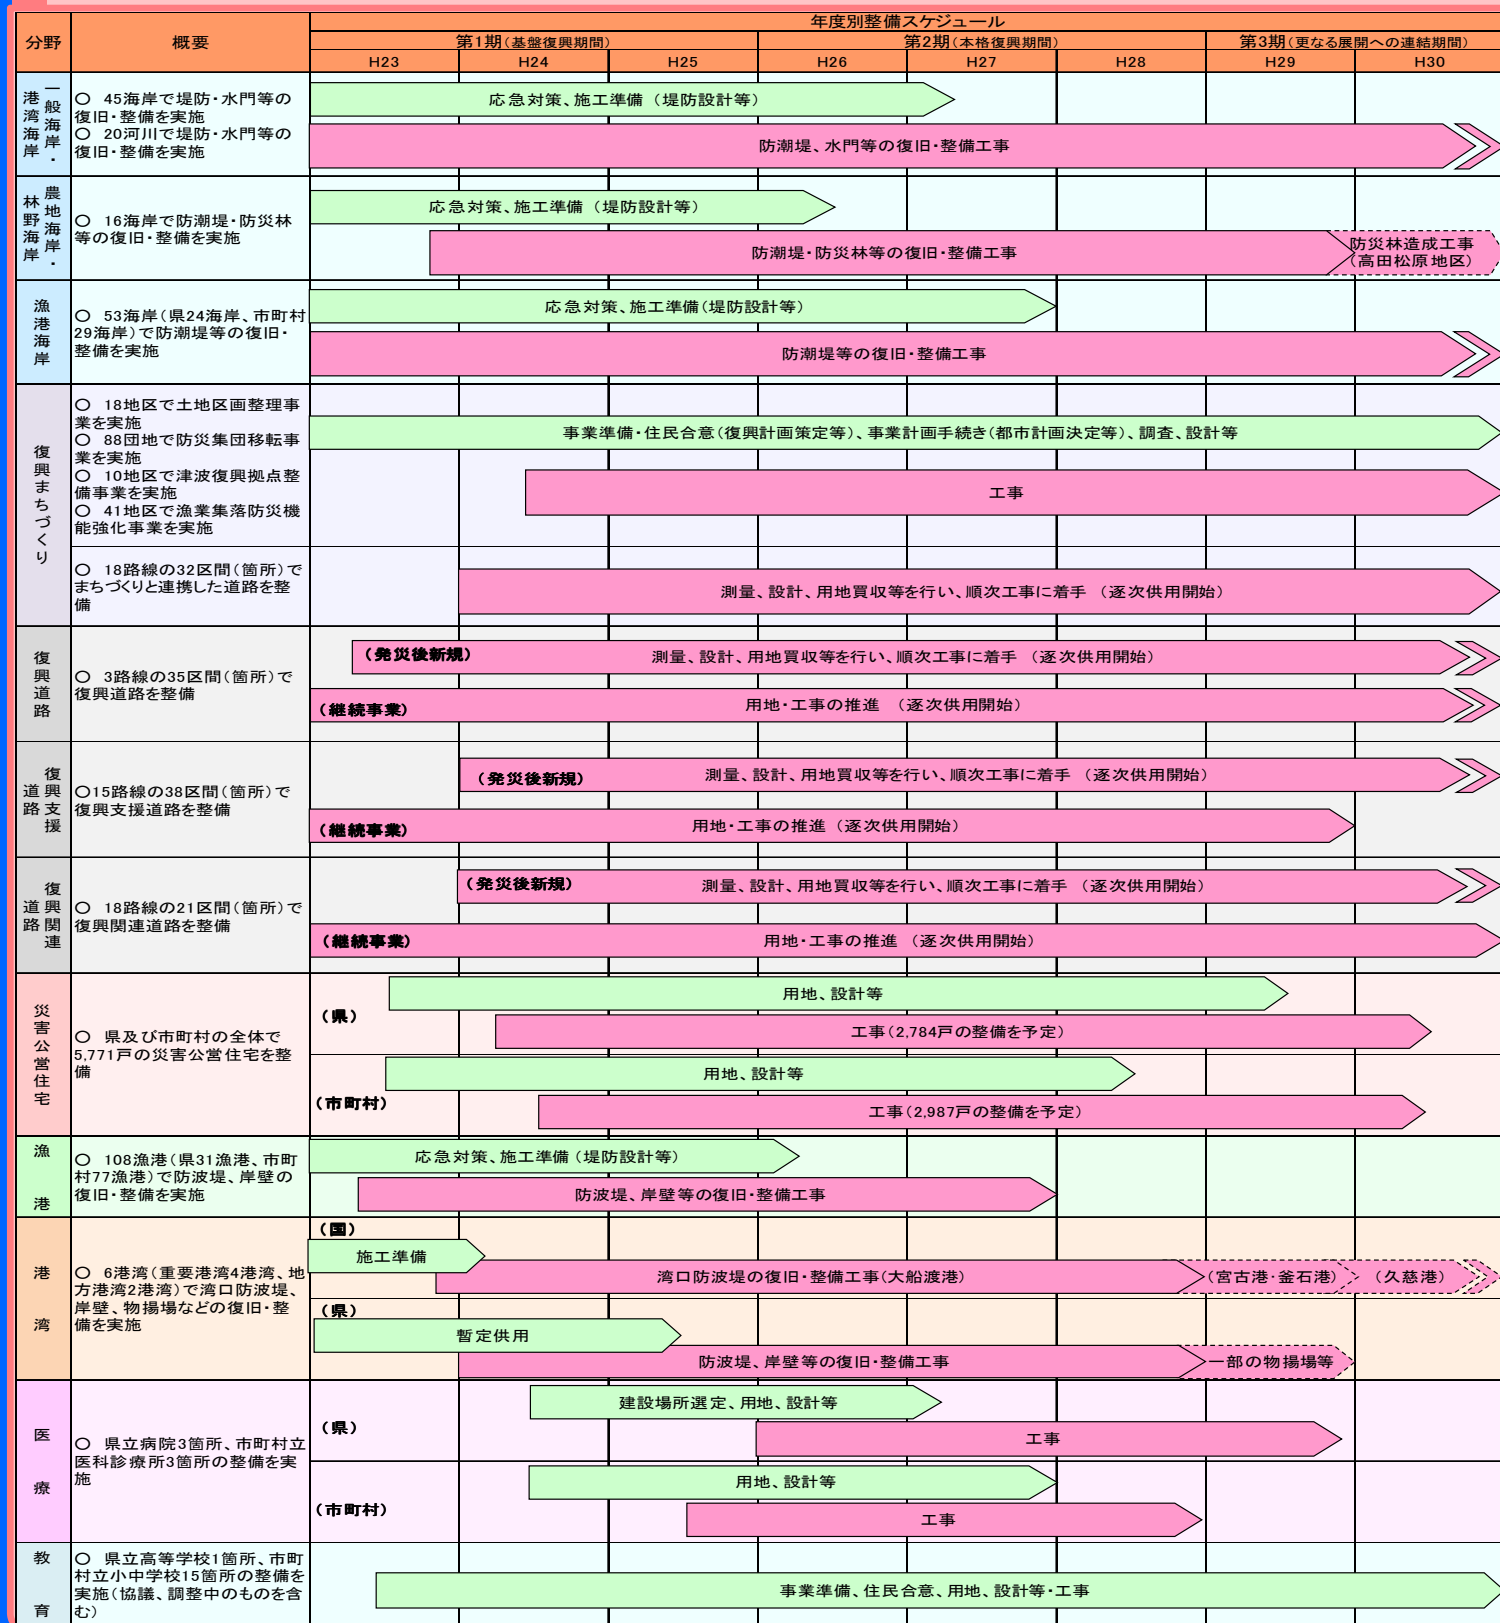 分野
概要
年度別整備スケジュール
第1期（基盤復興期間）
第2期（本格復興期間）
第3期（更なる展開への連結期間）
H23
H24
H25
H26
H27
H28
H29
H30
一般海岸・
港湾海岸
○　45海岸で堤防・水門等の
復旧・整備を実施
○　20河川で堤防・水門等の
復旧・整備を実施
応急対策、施工準備（堤防設計等）
防潮堤、水門等の復旧・整備工事
農地海岸・
林野海岸
○　16海岸で防潮堤・防災林
等の復旧・整備を実施
応急対策、施工準備（堤防設計等）
防潮堤・防災林等の復旧・整備工事
防災林造成工事
（高田松原地区）
漁港海岸
○　53海岸（県24海岸、市町村
29海岸）で防潮堤等の復旧・
整備を実施
応急対策、施工準備（堤防設計等）
防潮堤等の復旧・整備工事
復興まちづくり
○　18地区で土地区画整理事
業を実施
○　88団地で防災集団移転事
業を実施
○　10地区で津波復興拠点整
備事業を実施
○　41地区で漁業集落防災機
能強化事業を実施
事業準備・住民合意（復興計画策定等）、事業計画手続き（都市計画決定等）、調査、設計等
工事
○　18路線の32区間（箇所）で
まちづくりと連携した道路を整
備
測量、設計、用地買収等を行い、順次工事に着手　（逐次供用開始）
復興道路
○　3路線の35区間（箇所）で
復興道路を整備
（発災後新規）
測量、設計、用地買収等を行い、順次工事に着手　（逐次供用開始）
（継続事業）
用地・工事の推進　（逐次供用開始）
復興支援
道路
○15路線の38区間（箇所）で
復興支援道路を整備
（発災後新規）
測量、設計、用地買収等を行い、順次工事に着手　（逐次供用開始）
（継続事業）
用地・工事の推進　（逐次供用開始）
復興関連
道路
○　18路線の21区間（箇所）で
復興関連道路を整備
（発災後新規）
測量、設計、用地買収等を行い、順次工事に着手　（逐次供用開始）
（継続事業）
用地・工事の推進　（逐次供用開始）
災害公営住宅
○　県及び市町村の全体で
5,771戸の災害公営住宅を整
備
（県）
用地、設計等
工事（2,784戸の整備を予定）
（市町村）
用地、設計等
工事（2,987戸の整備を予定）
漁港
○　108漁港（県31漁港、市町
村77漁港）で防波堤、岸壁の
復旧・整備を実施
応急対策、施工準備（堤防設計等）
防波堤、岸壁等の復旧・整備工事
港湾
○　6港湾（重要港湾4港湾、地
方港湾2港湾）で湾口防波堤、
岸壁、物揚場などの復旧・整
備を実施
（国）
施工準備
湾口防波堤の復旧・整備工事（大船渡港）
（宮古港・釜石港）
（久慈港）
（県）
暫定供用
防波堤、岸壁等の復旧・整備工事
一部の物揚場等
医療
○　県立病院3箇所、市町村立
医科診療所3箇所の整備を実
施
（県）
建設場所選定、用地、設計等
工事
（市町村）
用地、設計等
工事
教育
○　県立高等学校1箇所、市町
村立小中学校15箇所の整備を
実施（協議、調整中のものを含
む）
事業準備、住民合意、用地、設計等・工事